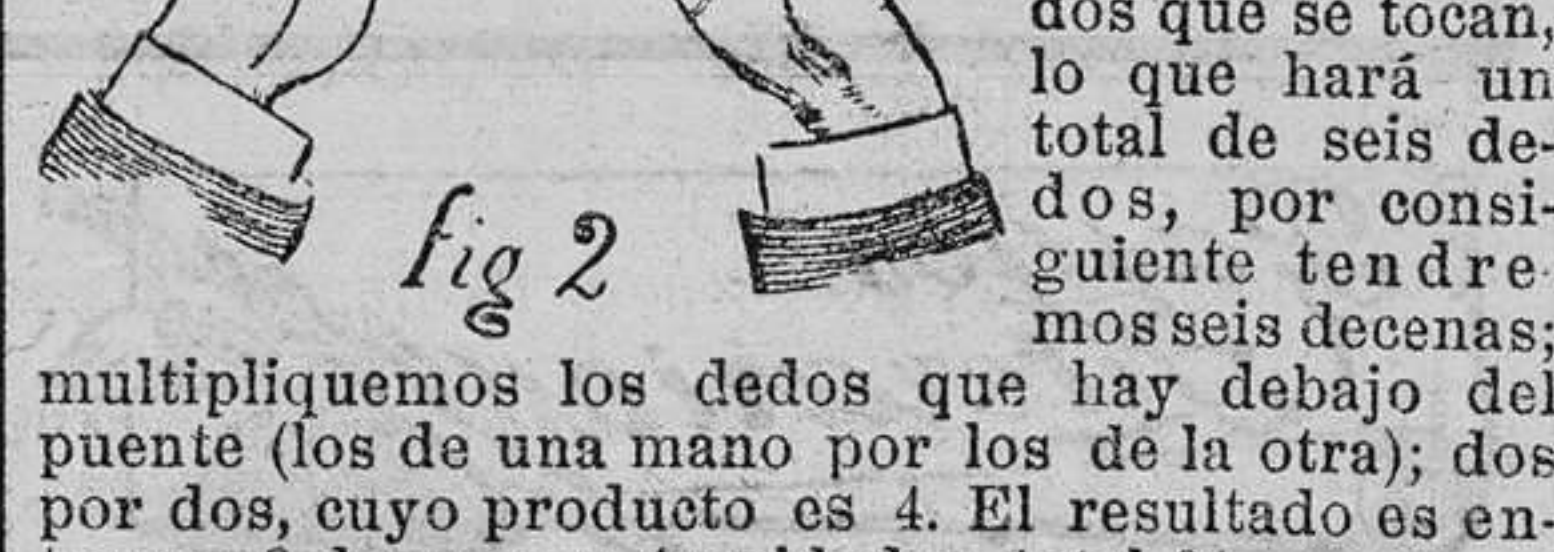 dos que se tocan,
lo que hará un
total de seis de-
dos, por consi-
guiente tendre-
mos seis decenas;
fig 2
multipliquemos los dedos que hay debajo del
puente (los de una mano por los de la otra); dos
por dos, cuyo producto es 4. El resultado es en-